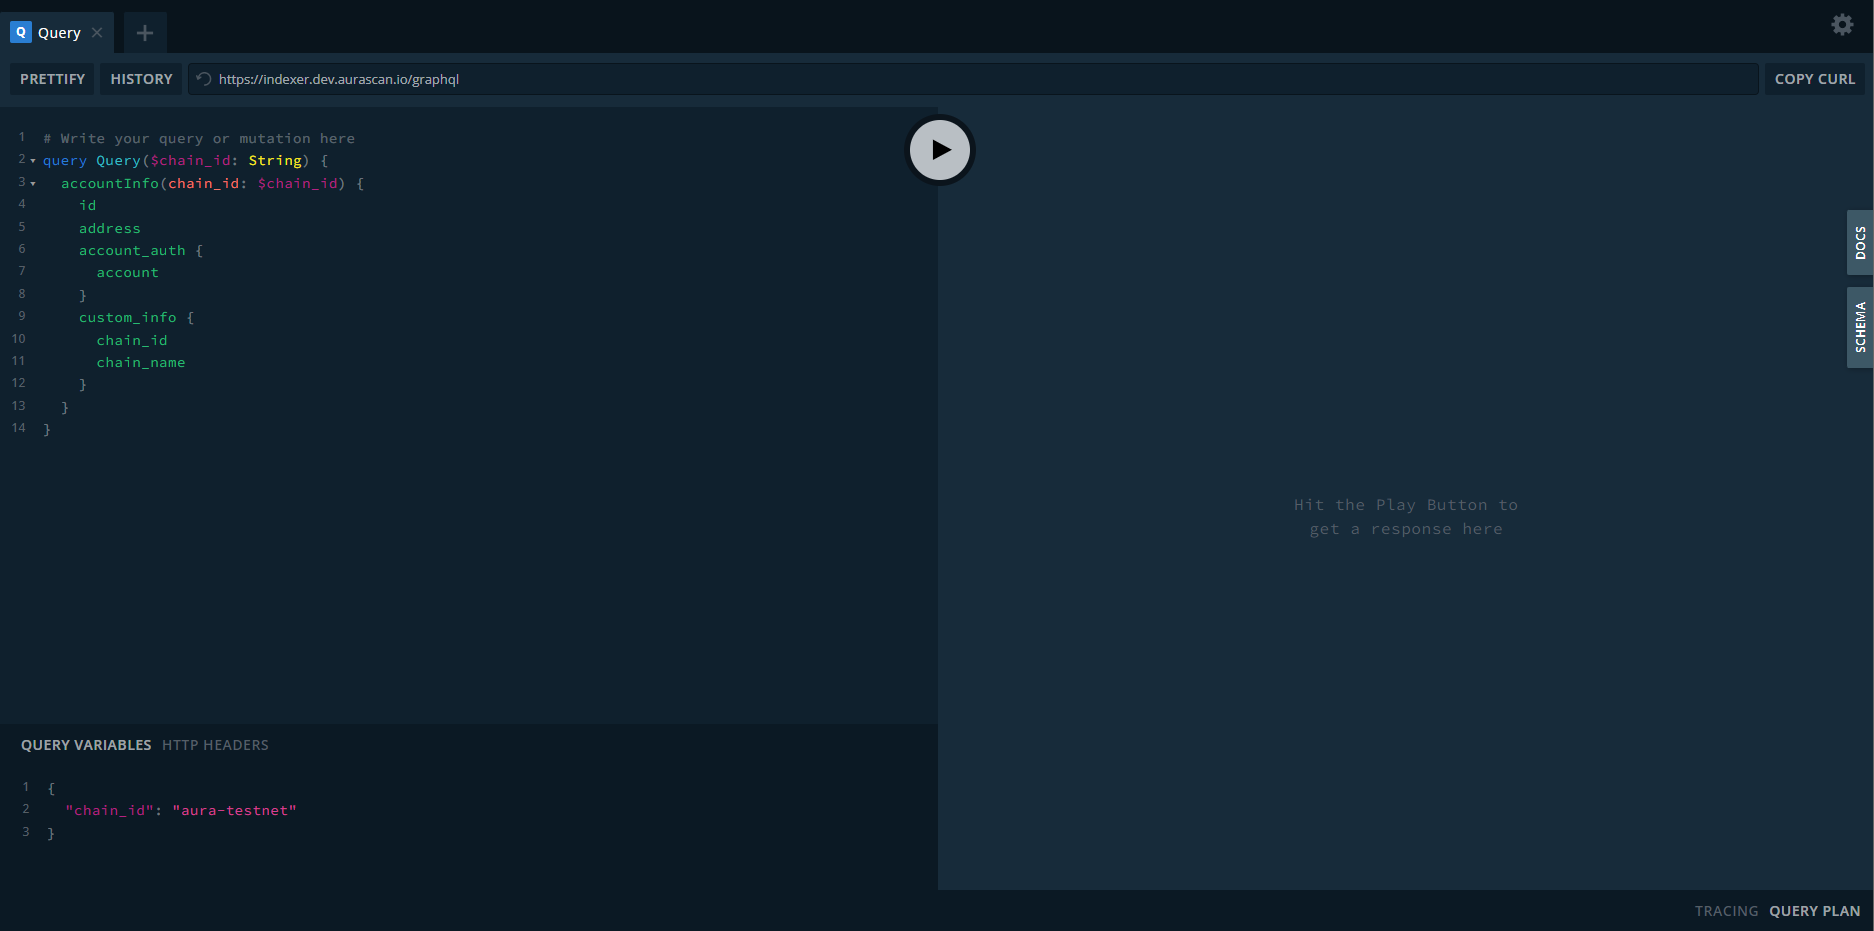 Q Query
PRETTIFY HISTORY https://indexer.dev.aurascan.io/graphql COPY CURL
1 # Write your query or mutation here
2 query Query($chain_id: String) {
3 accountInfo(chain_id: $chain_id) {
4 id
5 address
6 account_auth {
7 account
8 }
9 custom_info {
10 chain_id
11 chain_name
12 }
13 }
14 }
Hit the Play Button to
get a response here
DOCS
SCHEMA
QUERY VARIABLES HTTP HEADERS
1 {
2 "chain_id": "aura-testnet"
3 }
TRACING QUERY PLAN